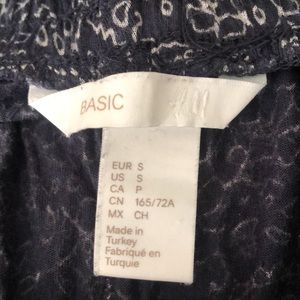 BASIC
EUR S
US S
CA P
CN 165/72A
MX CH
Made in
Turkey
Fabriqué en
Turquie